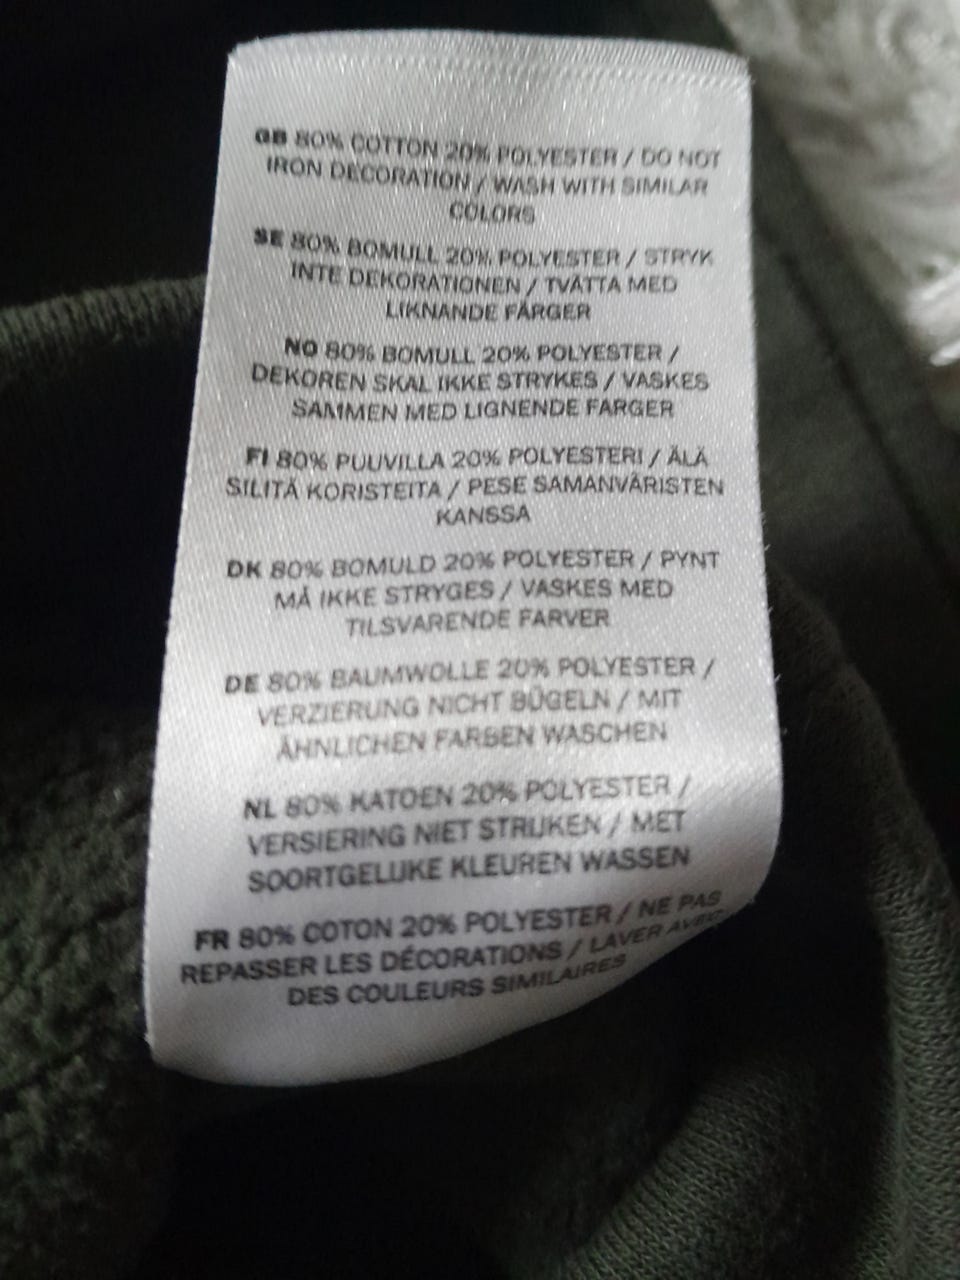 GB 80% COTTON 20% POLYESTER / DO NOT
IRON DECORATION / WASH WITH SIMILAR
COLORS
SE 80% BOMULL 20% POLYESTER / STRYK
INTE DEKORATIONEN / TVÄTTA MED
LIKNANDE FÄRGER
NO 80% BOMULL 20% POLYESTER /
DEKOREN SKAL IKKE STRYKES / VASKES
SAMMEN MED LIGNENDE FARGER
FI 80% PUUVILLA 20% POLYESTERI / ÄLÄ
SILITÄ KORISTEITA / PESE SAMANVÄRISTEN
KANSSA
DK 80% BOMULD 20% POLYESTER / PYNT
MÅ IKKE STRYGES / VASKES MED
TILSVARENDE FARVER
DE 80% BAUMWOLLE 20% POLYESTER /
VERZIERUNG NICHT BÜGELN / MIT
ÄHNLICHEN FARBEN WASCHEN
NL 80% KATOEN 20% POLYESTER /
VERSIERING NIET STRIJKEN / MET
SOORTGELIJKE KLEUREN WASSEN
FR 80% COTON 20% POLYESTER / NE PAS
REPASSER LES DÉCORATIONS / LAVER AVEC
DES COULEURS SIMILAIRES